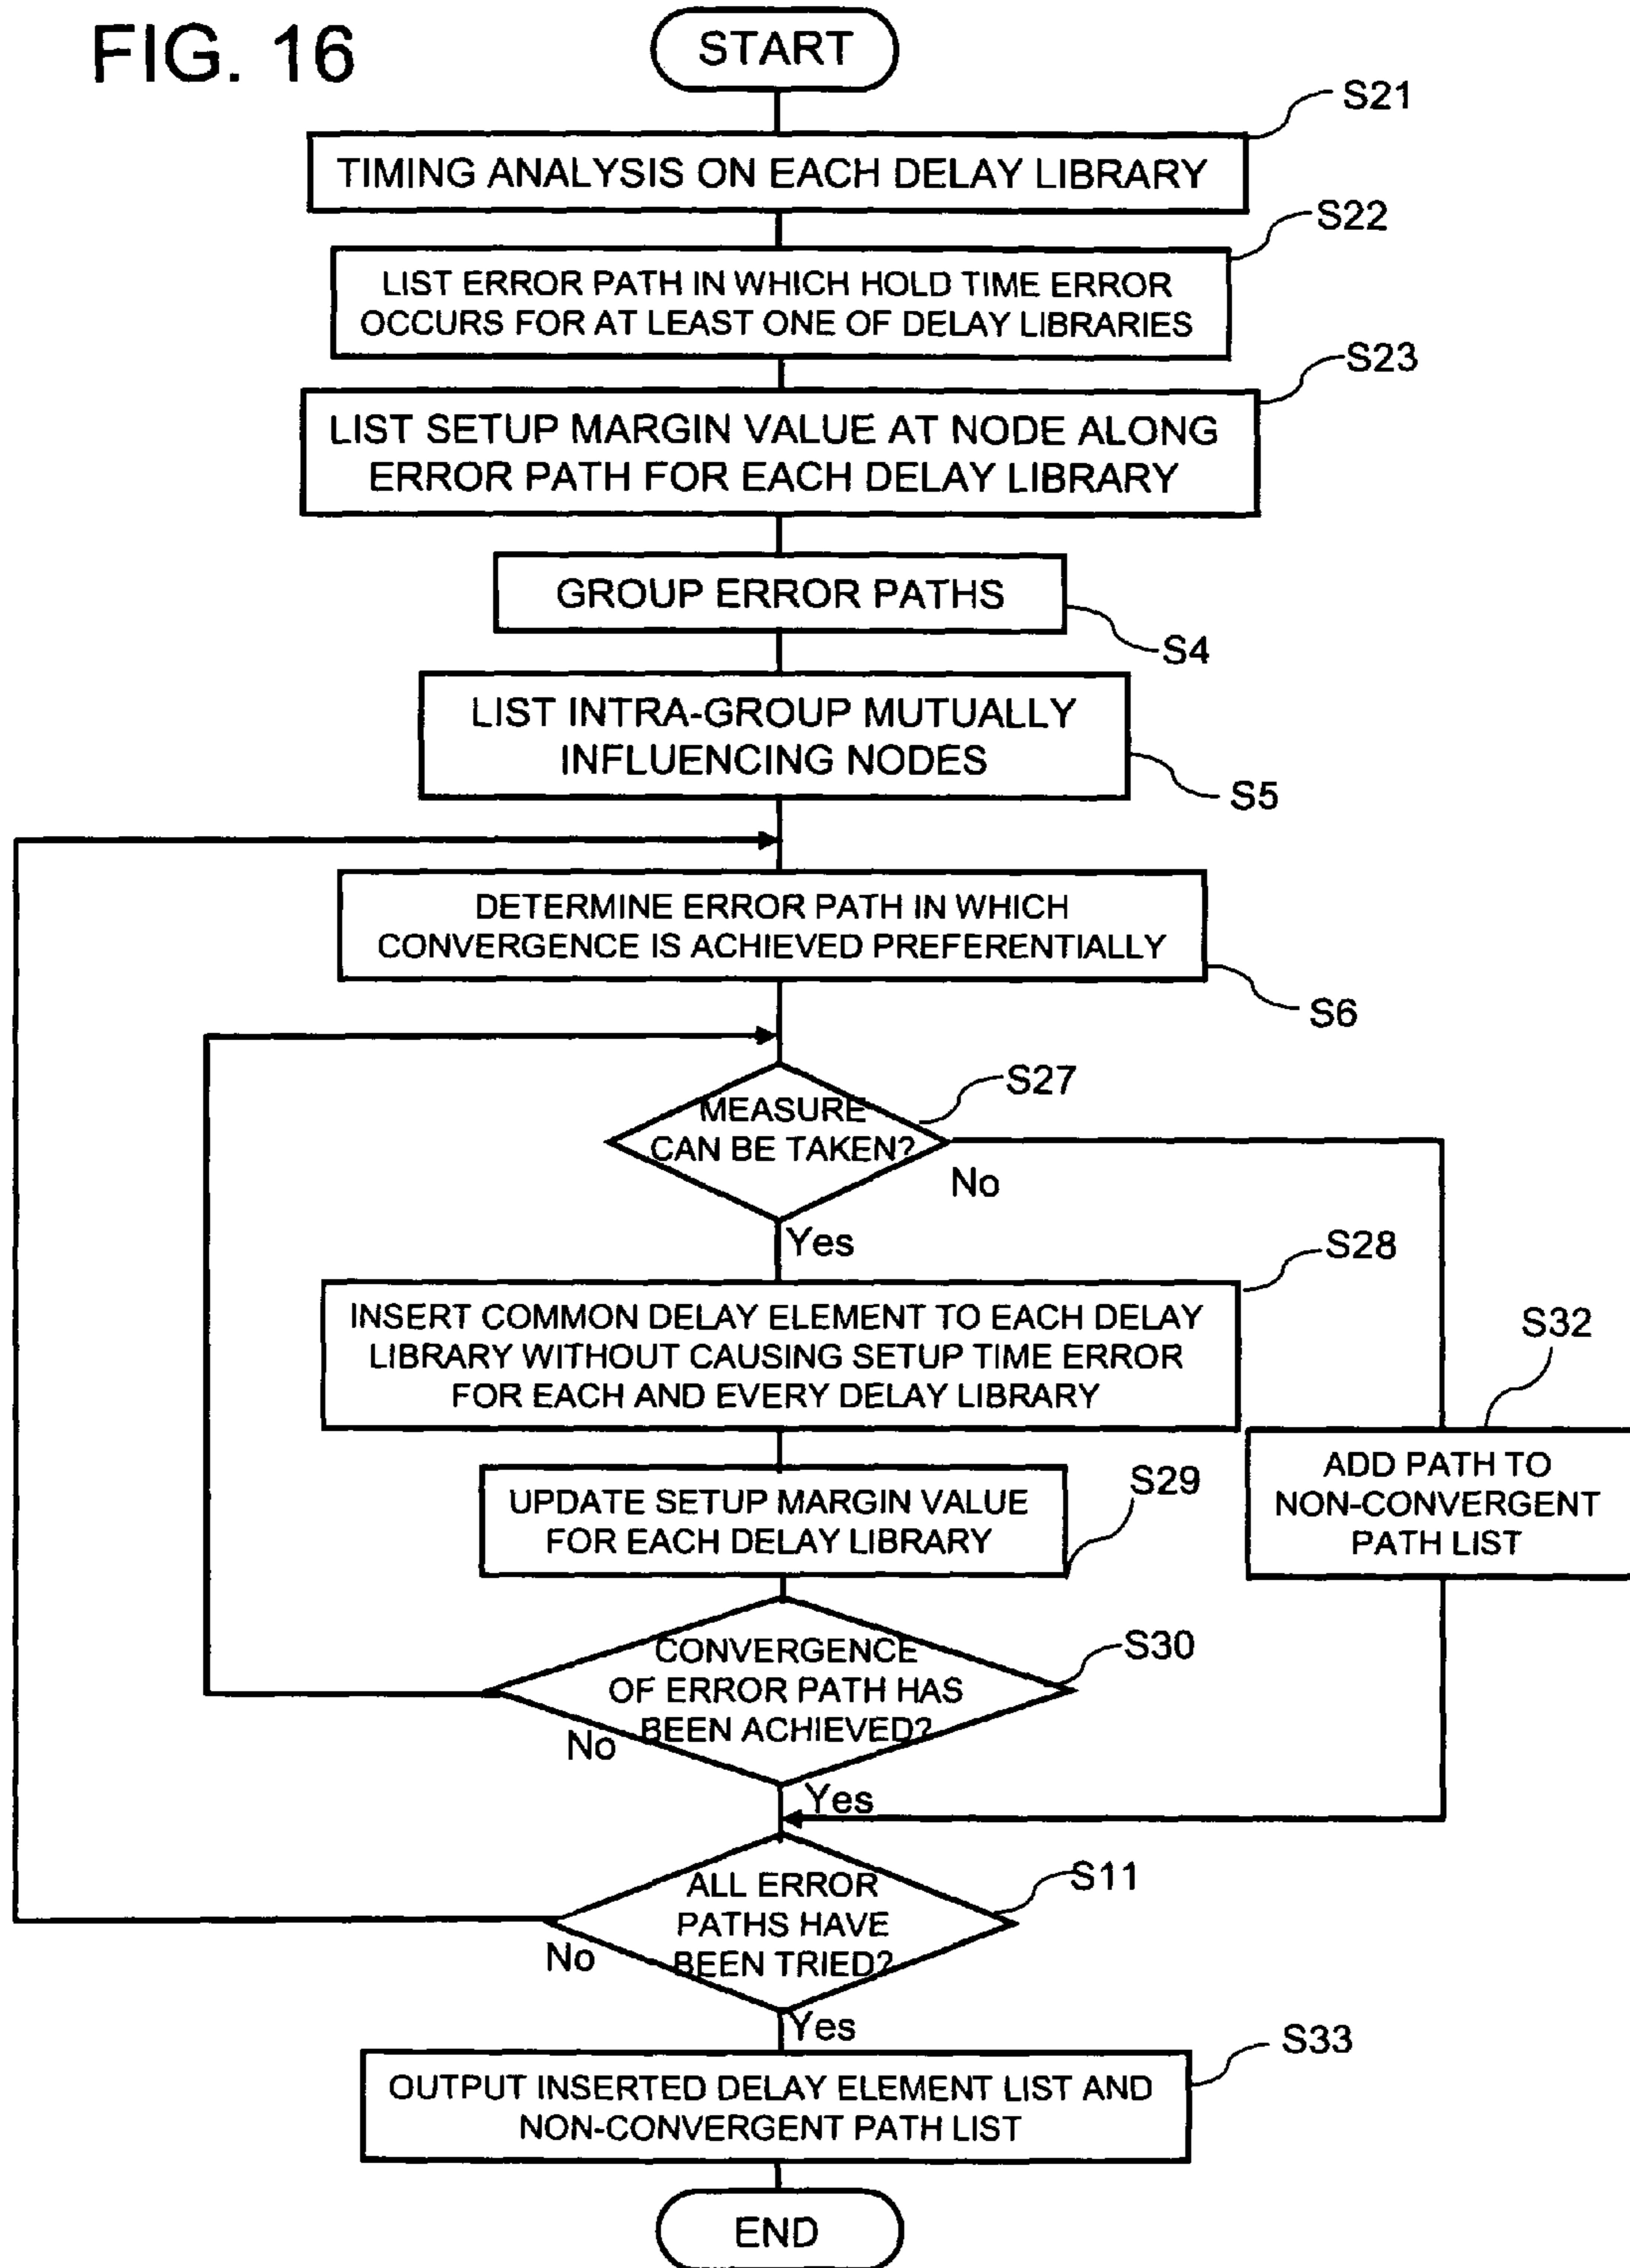 FIG. 16
START
S21
TIMING ANALYSIS ON EACH DELAY LIBRARY
S22
LIST ERROR PATH IN WHICH HOLD TIME ERROR
OCCURS FOR AT LEAST ONE OF DELAY LIBRARIES
S23
LIST SETUP MARGIN VALUE AT NODE ALONG
ERROR PATH FOR EACH DELAY LIBRARY
GROUP ERROR PATHS
S4
LIST INTRA-GROUP MUTUALLY
INFLUENCING NODES
S5
DETERMINE ERROR PATH IN WHICH
CONVERGENCE IS ACHIEVED PREFERENTIALLY
S6
S27
MEASURE
CAN BE TAKEN?
No
Yes
S28
INSERT COMMON DELAY ELEMENT TO EACH DELAY
LIBRARY WITHOUT CAUSING SETUP TIME ERROR
FOR EACH AND EVERY DELAY LIBRARY
S32
ADD PATH TO
NON-CONVERGENT
PATH LIST
S29
UPDATE SETUP MARGIN VALUE
FOR EACH DELAY LIBRARY
S30
CONVERGENCE
OF ERROR PATH HAS
BEEN ACHIEVED?
No
Yes
S11
ALL ERROR
PATHS HAVE
BEEN TRIED?
No
Yes
S33
OUTPUT INSERTED DELAY ELEMENT LIST AND
NON-CONVERGENT PATH LIST
END